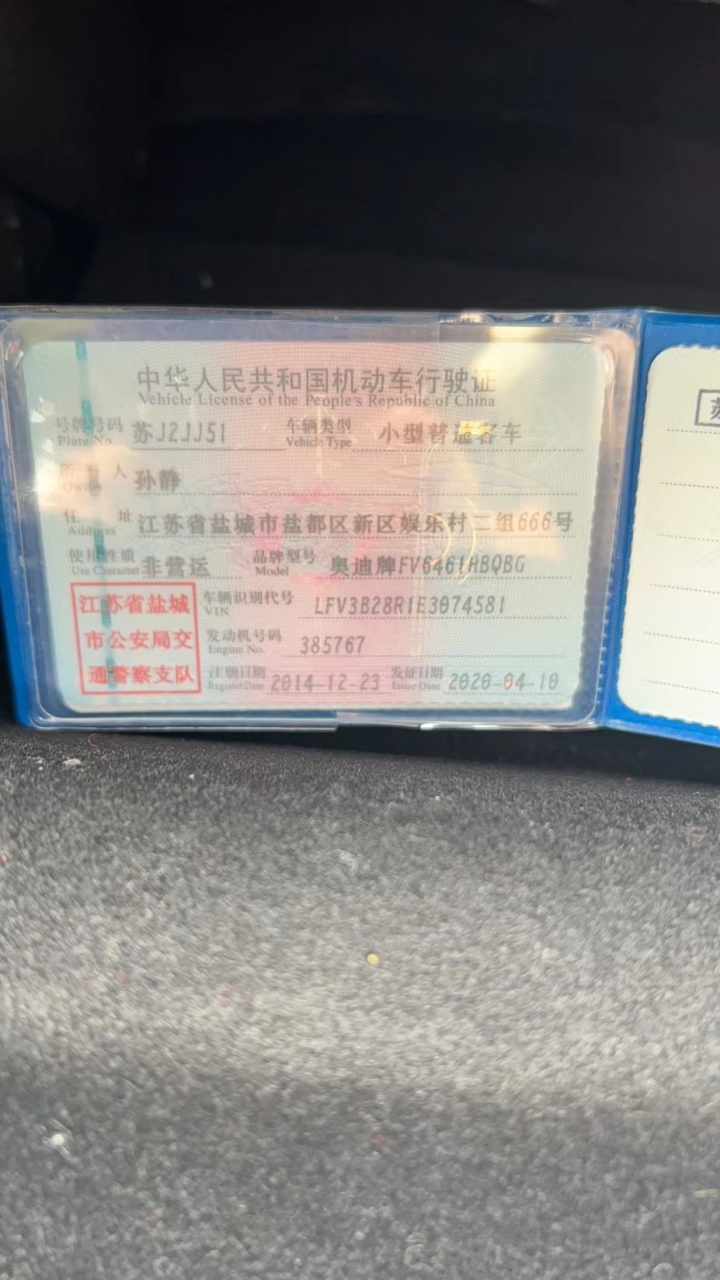 中华人民共和国机动车行驶证
Vehicle License of the People's Republic of China
号牌号码 苏J2JJ51 车辆类型 小型普通客车
Plate No. Vehicle Type
所有人 孙静
Owner
住址 江苏省盐城市盐都区新区娱乐村二组666号
Address
使用性质 非营运 品牌型号 奥迪牌FV6461HBQBG
Use Character Model
江苏省盐城 车辆识别代号 LFV3B28R1E3074581
VIN
市公安局交 发动机号码 385767
Engine No.
通警察支队 注册日期 2014-12-23 发证日期 2020-04-10
Register Date Issue Date
苏